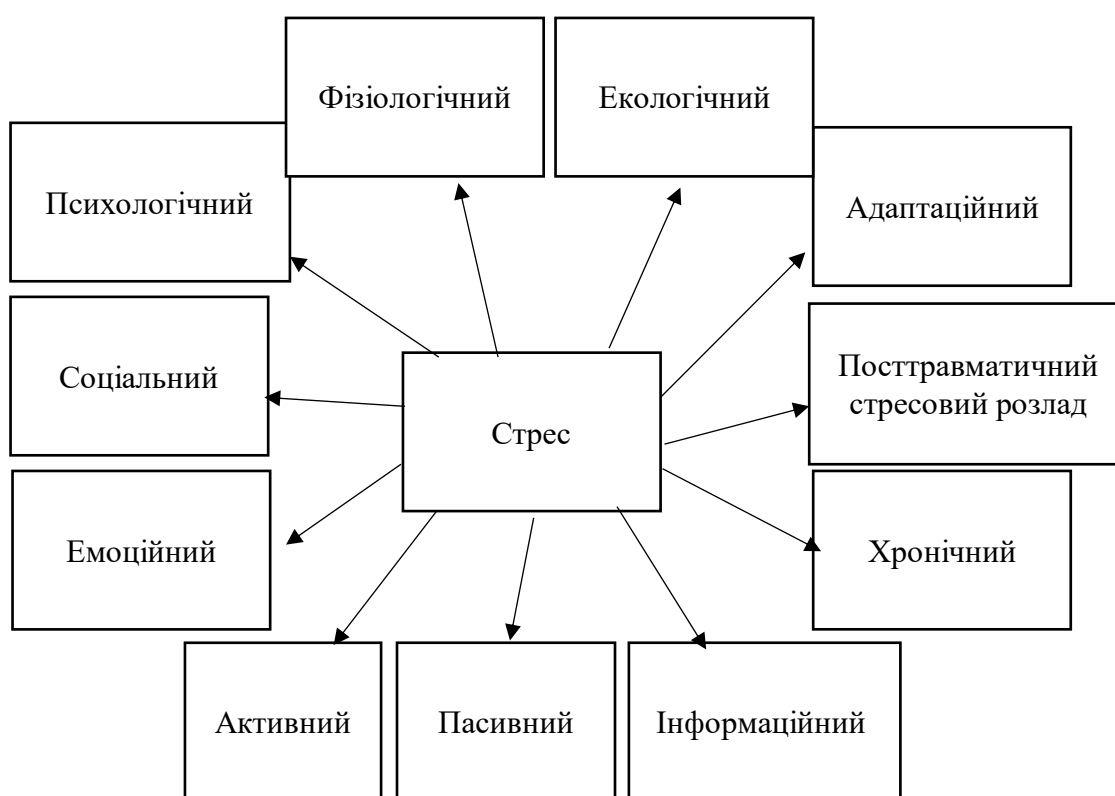 Фізіологічний
Екологічний
Психологічний
Адаптаційний
Соціальний
Посттравматичний
стресовий розлад
Стрес
Емоційний
Хронічний
Активний
Пасивний
Інформаційний